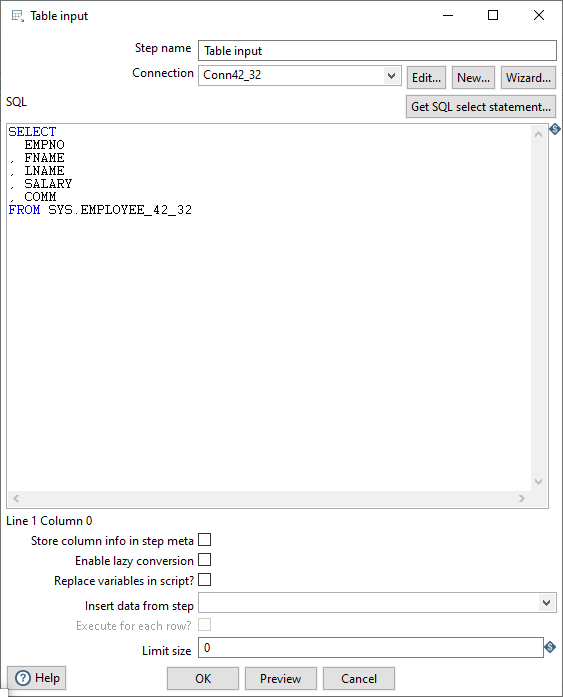 Table input
Step name Table input
Connection Conn42_32 Edit... New... Wizard...
SQL Get SQL select statement...
SELECT
EMPNO
, FNAME
, LNAME
, SALARY
, COMM
FROM SYS.EMPLOYEE_42_32
Line 1 Column 0
Store column info in step meta
Enable lazy conversion
Replace variables in script?
Insert data from step
Execute for each row?
Limit size 0
Help OK Preview Cancel